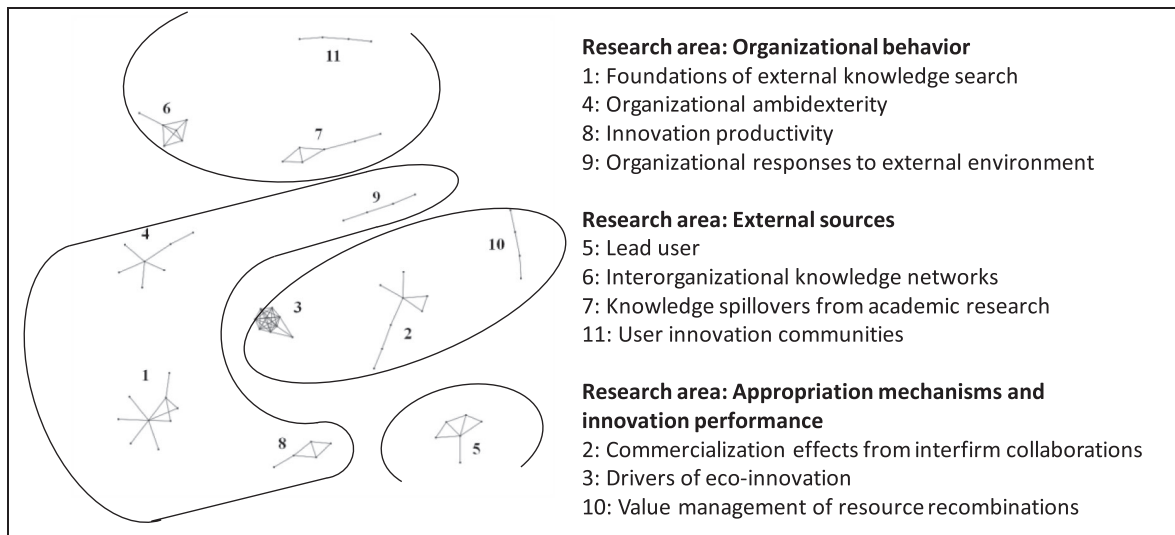 11
6
7
9
4
10
3
2
1
8
5
Research area: Organizational behavior
1: Foundations of external knowledge search
4: Organizational ambidexterity
8: Innovation productivity
9: Organizational responses to external environment
Research area: External sources
5: Lead user
6: Interorganizational knowledge networks
7: Knowledge spillovers from academic research
11: User innovation communities
Research area: Appropriation mechanisms and
innovation performance
2: Commercialization effects from interfirm collaborations
3: Drivers of eco-innovation
10: Value management of resource recombinations